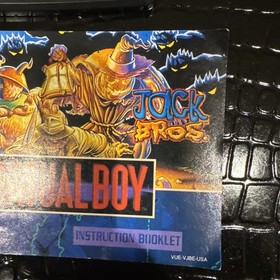 JACK
BROS.
UAL BOY
INSTRUCTION BOOKLET
VUE-VJBE-USA